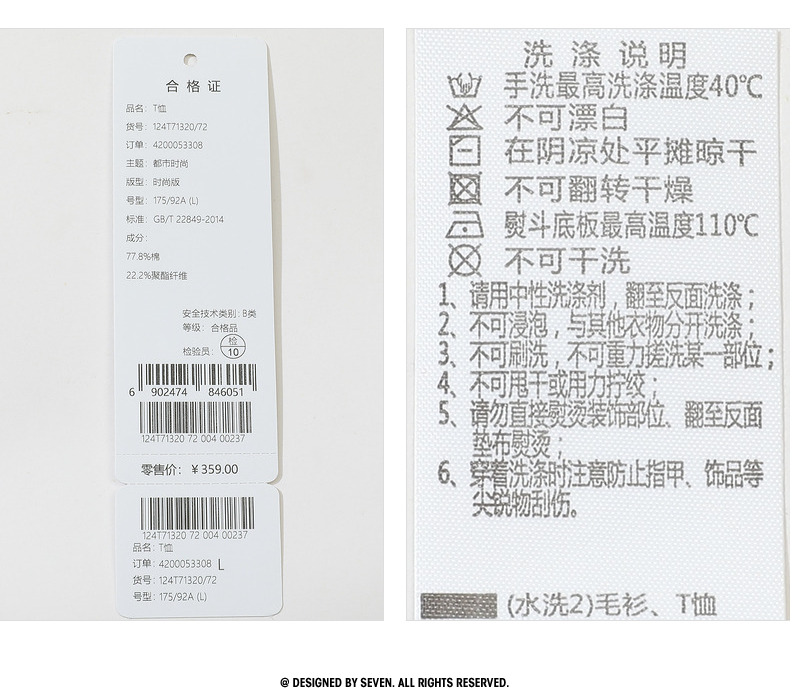 合格证
品名：T恤
货号：124T71320/72
订单：4200053308
主题：都市时尚
版型：时尚版
号型：175/92A (L)
标准：GB/T 22849-2014
成分：
77.8%棉
22.2%聚酯纤维
安全技术类别：B类
等级：合格品
检验员：检 10
6 902474 846051
124T71320 72 004 00237
零售价：￥359.00
124T71320 72 004 00237
品名：T恤
订单：4200053308 L
货号：124T71320/72
号型：175/92A (L)
洗涤说明
手洗最高洗涤温度40℃
不可漂白
在阴凉处平摊晾干
不可翻转干燥
熨斗底板最高温度110℃
不可干洗
1、请用中性洗涤剂，翻至反面洗涤；
2、不可浸泡，与其他衣物分开洗涤；
3、不可刷洗，不可重力搓洗某一部位；
4、不可甩干或用力拧绞；
5、请勿直接熨烫装饰部位、翻至反面
垫布熨烫；
6、穿着洗涤时注意防止指甲、饰品等
尖锐物刮伤。
(水洗2)毛衫、T恤
@ DESIGNED BY SEVEN. ALL RIGHTS RESERVED.